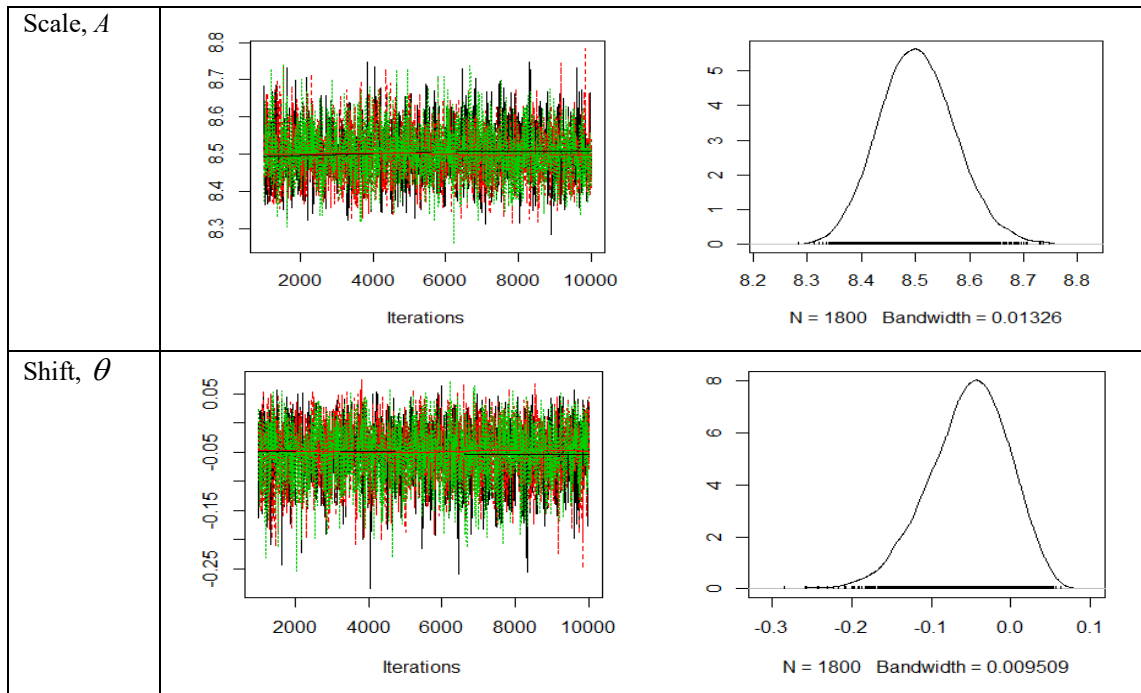 Scale, A
8.3 8.4 8.5 8.6 8.7 8.8
2000 4000 6000 8000 10000
Iterations
0 1 2 3 4 5
8.2 8.3 8.4 8.5 8.6 8.7 8.8
N = 1800 Bandwidth = 0.01326
Shift, θ
-0.25 -0.15 -0.05 0.05
2000 4000 6000 8000 10000
Iterations
0 2 4 6 8
-0.3 -0.2 -0.1 0.0 0.1
N = 1800 Bandwidth = 0.009509